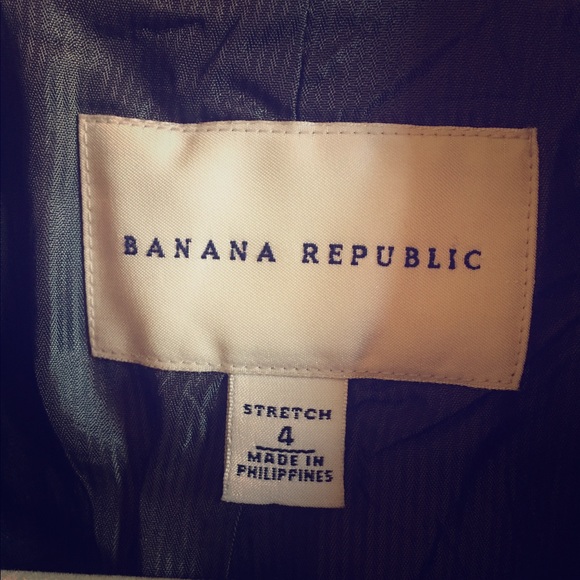 BANANA REPUBLIC
STRETCH
4
MADE IN
PHILIPPINES